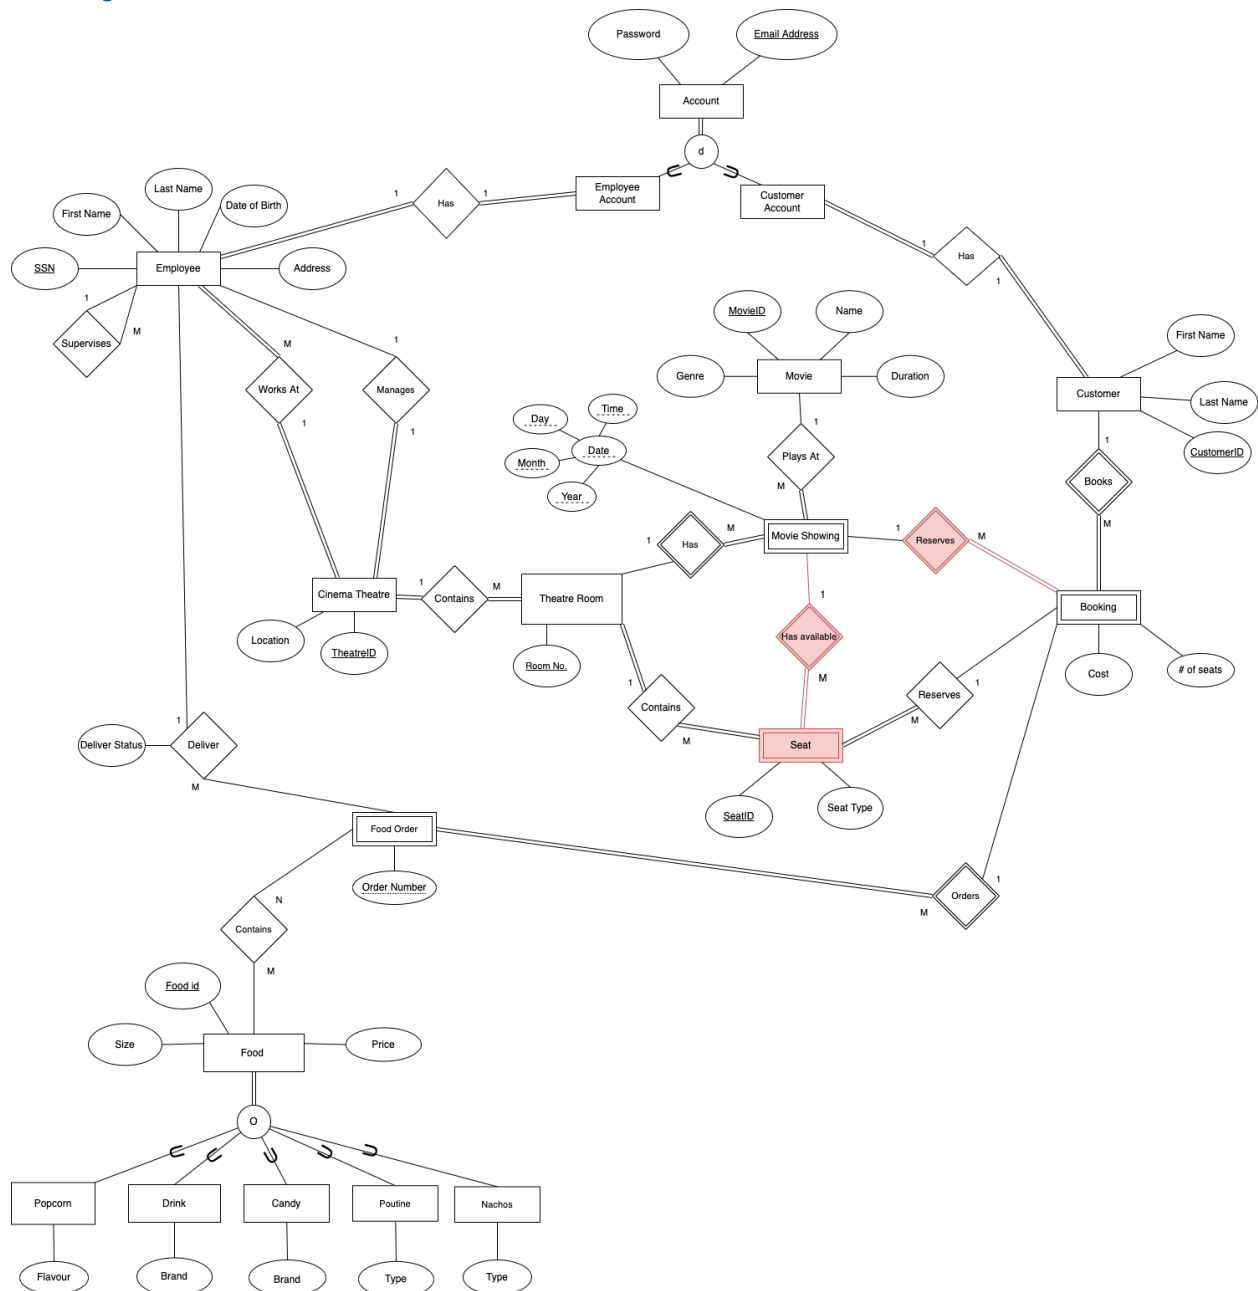 Password
Email Address
Account
d
Employee
Account
Customer
Account
1
Has
1
1
Has
1
First Name
Last Name
Date of Birth
SSN
Employee
Address
1
M
Supervises
M
Works At
1
1
Manages
1
MovieID
Name
Genre
Movie
Duration
1
Plays At
M
First Name
Customer
Last Name
CustomerID
1
Books
M
Day
Time
Date
Month
Year
1
Has
M
Movie Showing
1
Reserves
M
Cinema Theatre
1
Contains
M
Theatre Room
1
Has available
M
Booking
Location
TheatreID
Room No.
Cost
# of seats
1
Contains
M
Reserves
1
M
Seat
SeatID
Seat Type
Deliver Status
1
Deliver
M
Food Order
Order Number
1
Orders
M
N
Contains
M
Food id
Size
Food
Price
O
Popcorn
Drink
Candy
Poutine
Nachos
Flavour
Brand
Brand
Type
Type